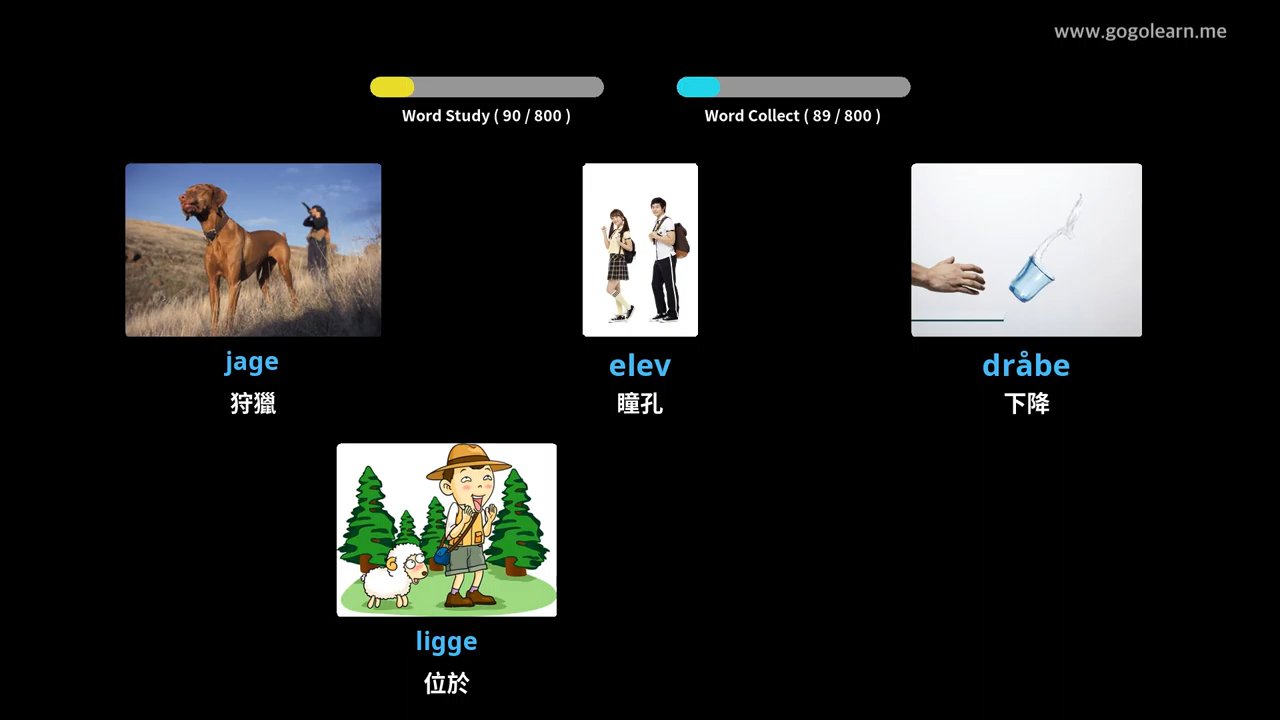 www.gogolearn.me
Word Study ( 90 / 800 )
Word Collect ( 89 / 800 )
jage
狩獵
elev
瞳孔
dråbe
下降
ligge
位於